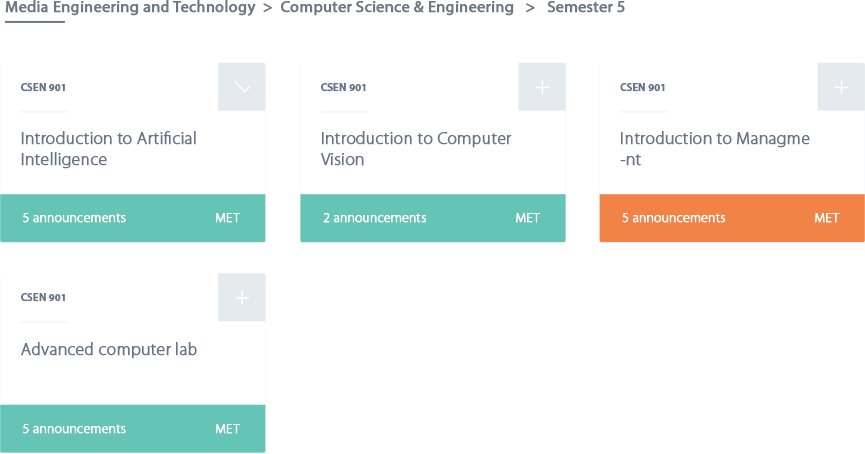 Media Engineering and Technology > Computer Science & Engineering > Semester 5
CSEN 901
Introduction to Artificial
Intelligence
5 announcements MET
CSEN 901
Introduction to Computer
Vision
2 announcements MET
CSEN 901
Introduction to Managme
-nt
5 announcements MET
CSEN 901
Advanced computer lab
5 announcements MET